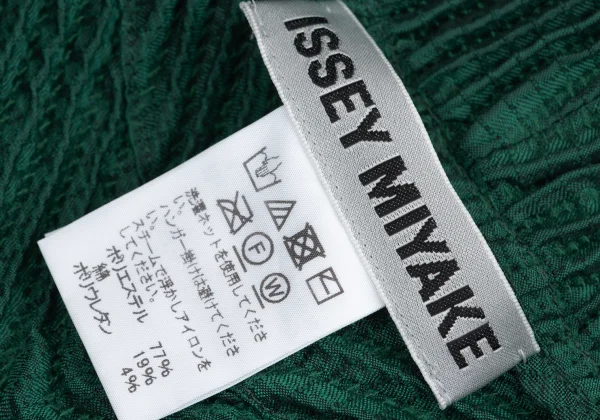 ISSEY MIYAKE
F
W
洗濯ネットを使用してくださ
い。
ハンガー掛けは避けてくださ
い。
スチームで浮かしアイロンを
してください。
ポリエステル 77%
綿 19%
ポリウレタン 4%